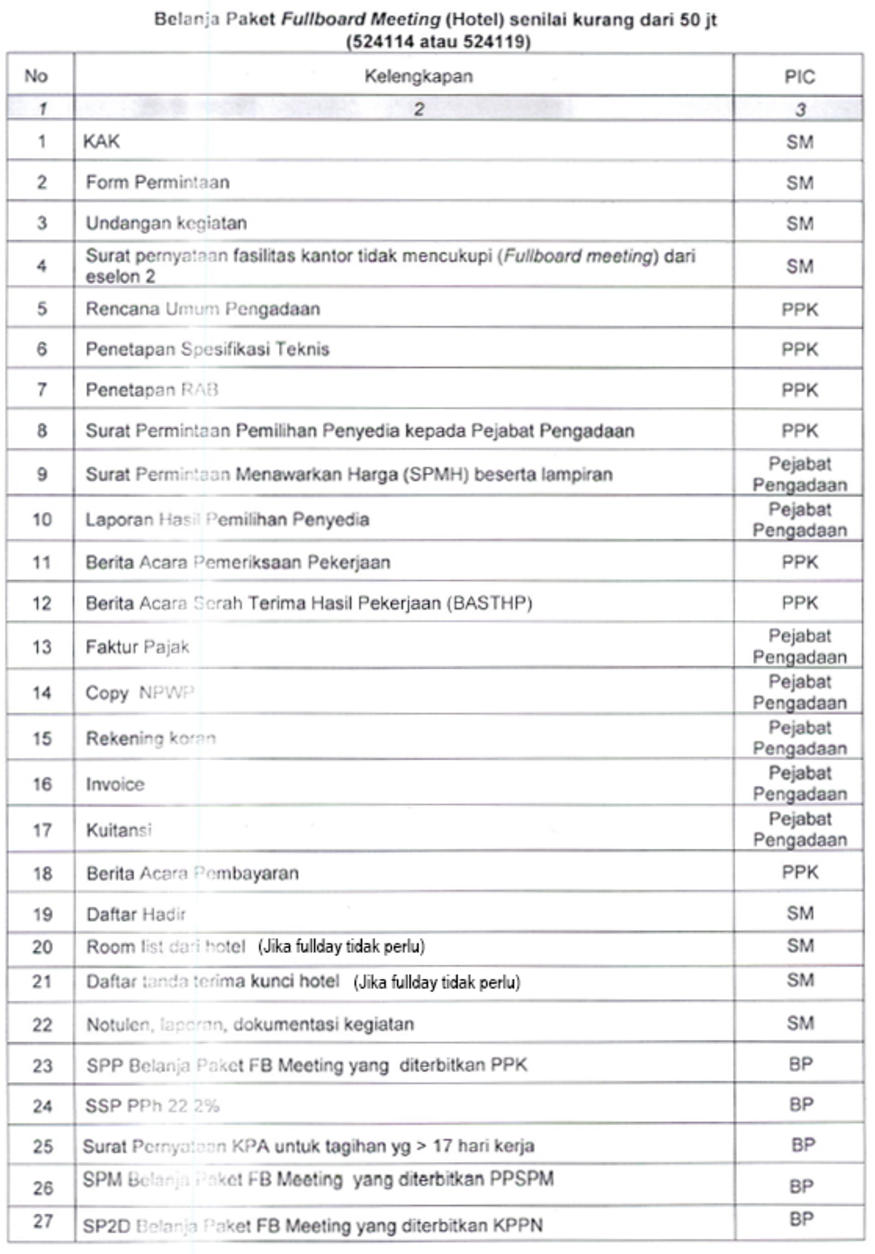 Belanja Paket Fullboard Meeting (Hotel) senilai kurang dari 50 jt
(524114 atau 524119)
No Kelengkapan PIC
1 2 3
1 KAK SM
2 Form Permintaan SM
3 Undangan kegiatan SM
4 Surat pernyataan fasilitas kantor tidak mencukupi (Fullboard meeting) dari
eselon 2 SM
5 Rencana Umum Pengadaan PPK
6 Penetapan Spesifikasi Teknis PPK
7 Penetapan RAB PPK
8 Surat Permintaan Pemilihan Penyedia kepada Pejabat Pengadaan PPK
9 Surat Permintaan Menawarkan Harga (SPMH) beserta lampiran Pejabat
Pengadaan
10 Laporan Hasil Pemilihan Penyedia Pejabat
Pengadaan
11 Berita Acara Pemeriksaan Pekerjaan PPK
12 Berita Acara Serah Terima Hasil Pekerjaan (BASTHP) PPK
13 Faktur Pajak Pejabat
Pengadaan
14 Copy NPWP Pejabat
Pengadaan
15 Rekening koran Pejabat
Pengadaan
16 Invoice Pejabat
Pengadaan
17 Kuitansi Pejabat
Pengadaan
18 Berita Acara Pembayaran PPK
19 Daftar Hadir SM
20 Room list dari hotel (Jika fullday tidak perlu) SM
21 Daftar tanda terima kunci hotel (Jika fullday tidak perlu) SM
22 Notulen, laporan, dokumentasi kegiatan SM
23 SPP Belanja Paket FB Meeting yang diterbitkan PPK BP
24 SSP PPh 22 2% BP
25 Surat Pernyataan KPA untuk tagihan yg > 17 hari kerja BP
26 SPM Belanja Paket FB Meeting yang diterbitkan PPSPM BP
27 SP2D Belanja Paket FB Meeting yang diterbitkan KPPN BP